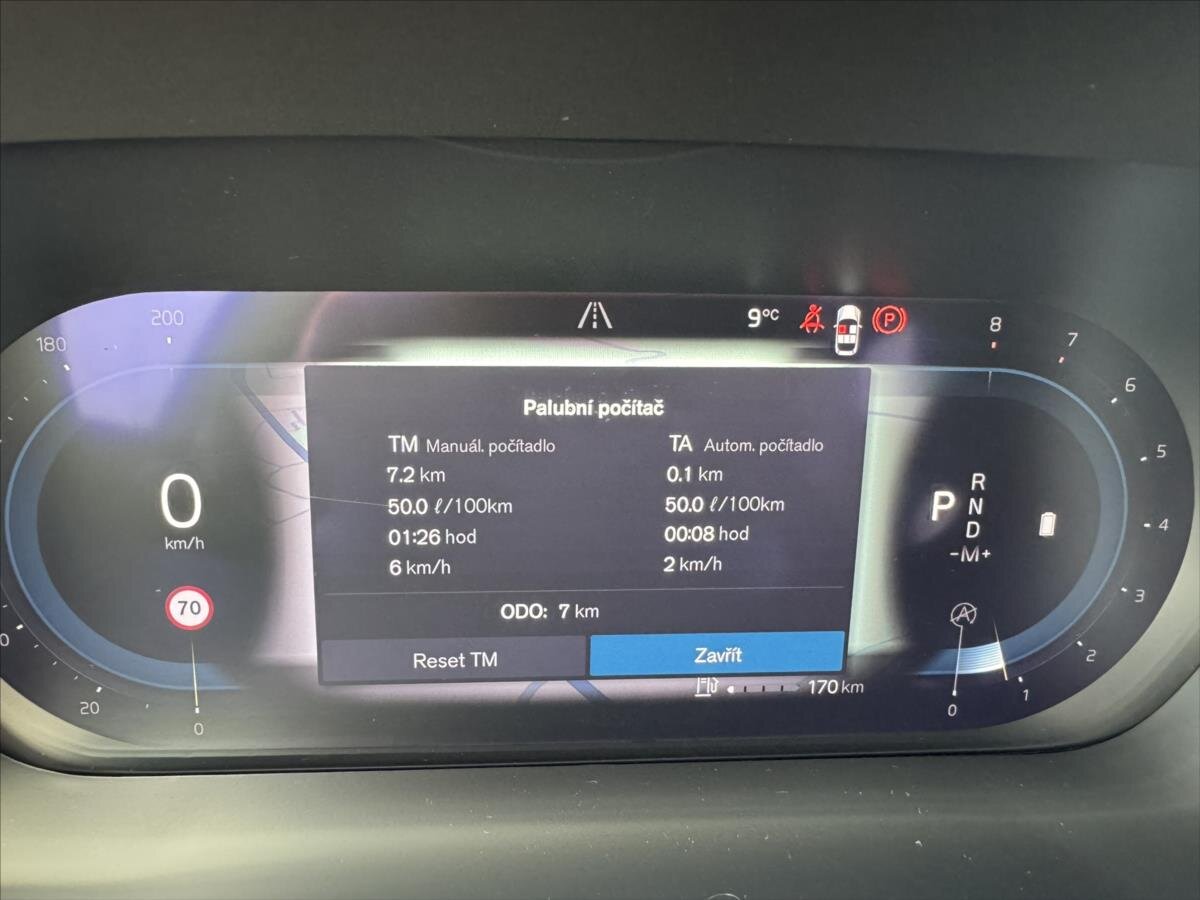 200
180
9°C
P
8
7
6
5
4
3
2
1
0
Palubní počítač
TM Manuál. počítadlo
7.2 km
50.0 ℓ/100km
01:26 hod
6 km/h
TA Autom. počítadlo
0.1 km
50.0 ℓ/100km
00:08 hod
2 km/h
ODO: 7 km
Reset TM
Zavřít
0
km/h
70
20
0
P
R
N
D
-M+
A
170 km